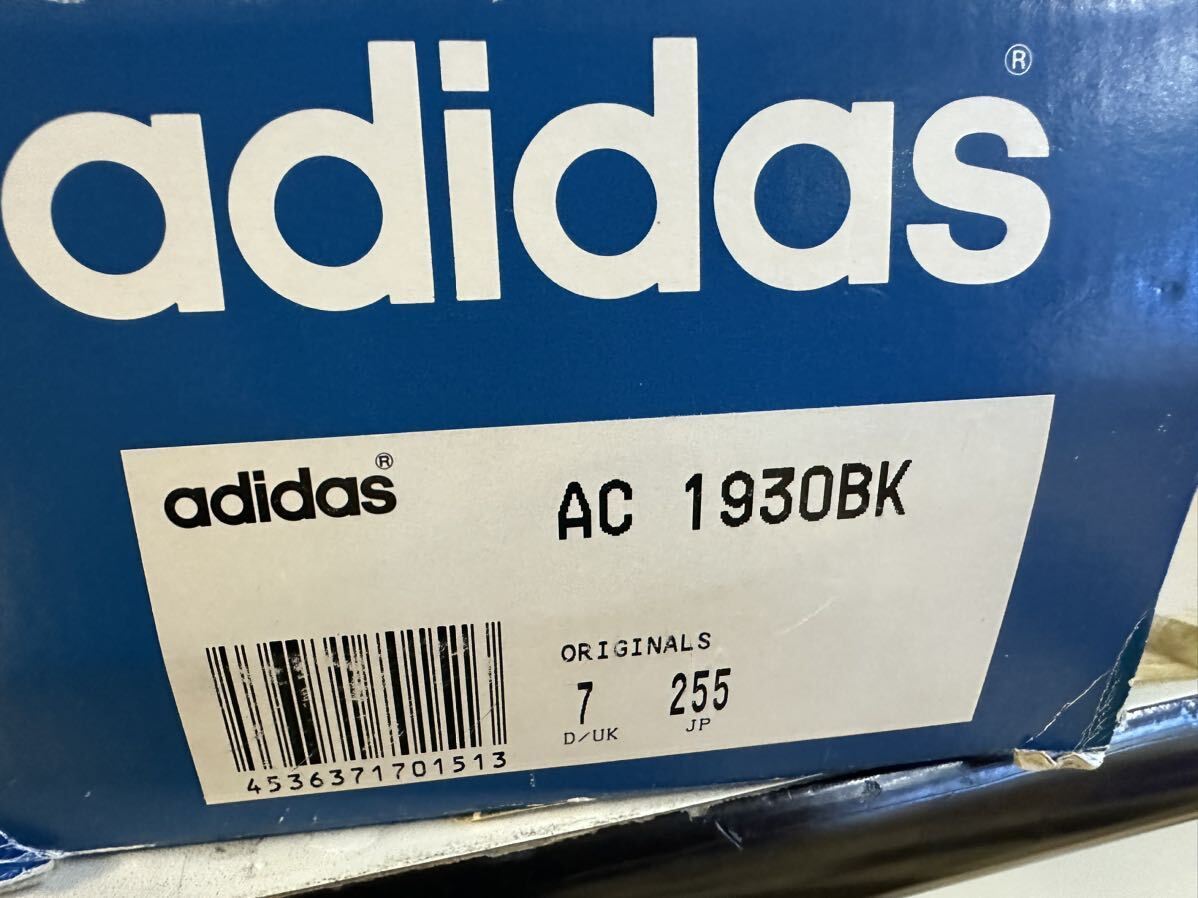 adidas®
adidas®
AC 1930BK
ORIGINALS
7 255
D/UK JP
4536371701513